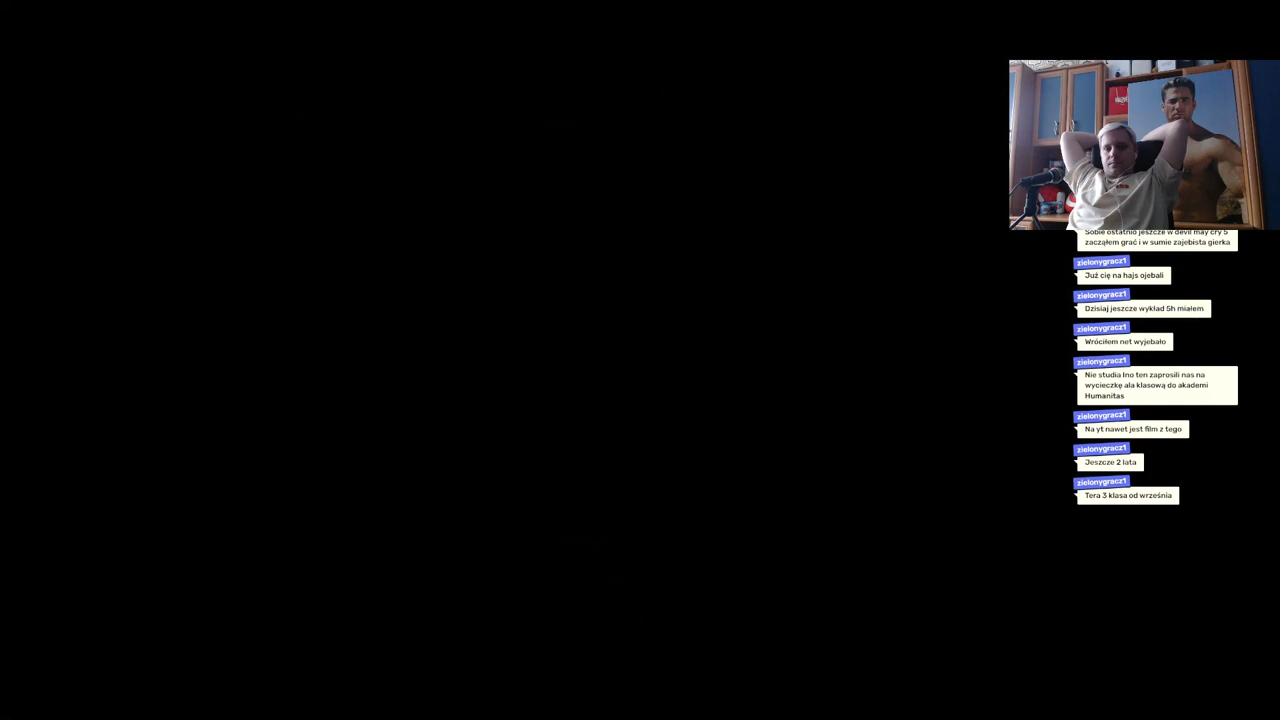 Sobie ostatnio jeszcze w devil may cry 5
zacząłem grać i w sumie zajebista gierka
zielonygracz1
Już cię na hajs ojebali
zielonygracz1
Dzisiaj jeszcze wykład 5h miałem
zielonygracz1
Wróciłem net wyjebało
zielonygracz1
Nie studia Ino ten zaprosili nas na
wycieczkę ala klasową do akademi
Humanitas
zielonygracz1
Na yt nawet jest film z tego
zielonygracz1
Jeszcze 2 lata
zielonygracz1
Tera 3 klasa od września